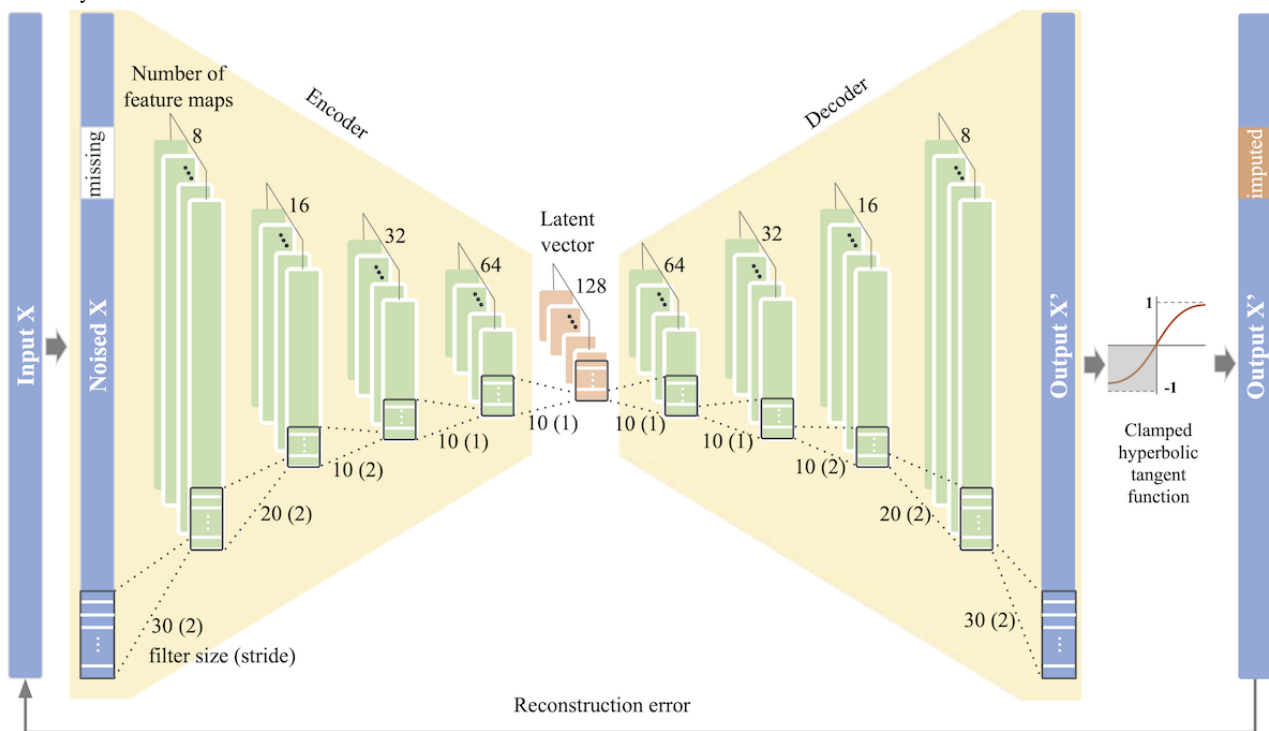 Input X
Noised X
missing
Number of
feature maps
8
16
32
64
Encoder
Latent
vector
128
Decoder
64
32
16
8
30 (2)
20 (2)
10 (2)
10 (1)
10 (1)
10 (1)
10 (1)
10 (2)
20 (2)
30 (2)
filter size (stride)
Output X'
1
-1
Clamped
hyperbolic
tangent
function
imputed
Output X'
Reconstruction error